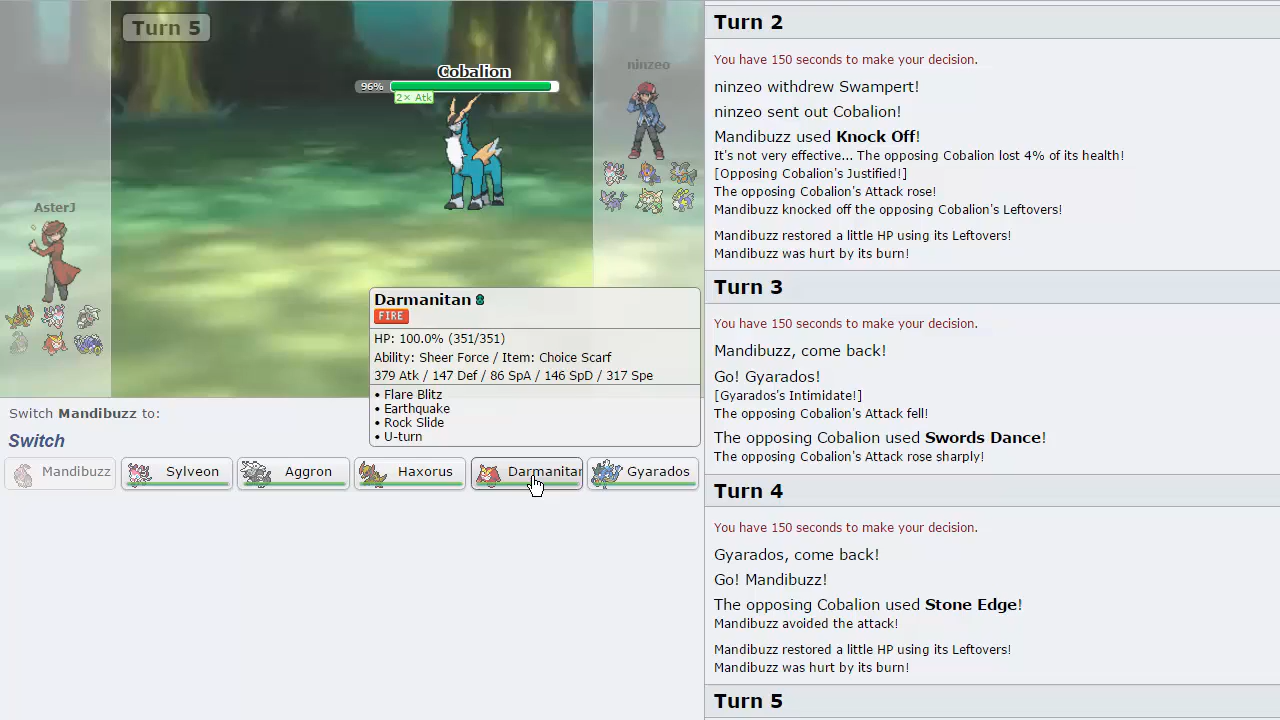 Turn 5
Cobalion
96%
2× Atk
ninzeo
AsterJ
Darmanitan
FIRE
HP: 100.0% (351/351)
Ability: Sheer Force / Item: Choice Scarf
379 Atk / 147 Def / 86 SpA / 146 SpD / 317 Spe
• Flare Blitz
• Earthquake
• Rock Slide
• U-turn
Switch Mandibuzz to:
Switch
Mandibuzz
Sylveon
Aggron
Haxorus
Darmanitan
Gyarados
Turn 2
You have 150 seconds to make your decision.
ninzeo withdrew Swampert!
ninzeo sent out Cobalion!
Mandibuzz used Knock Off!
It's not very effective... The opposing Cobalion lost 4% of its health!
[Opposing Cobalion's Justified!]
The opposing Cobalion's Attack rose!
Mandibuzz knocked off the opposing Cobalion's Leftovers!
Mandibuzz restored a little HP using its Leftovers!
Mandibuzz was hurt by its burn!
Turn 3
You have 150 seconds to make your decision.
Mandibuzz, come back!
Go! Gyarados!
[Gyarados's Intimidate!]
The opposing Cobalion's Attack fell!
The opposing Cobalion used Swords Dance!
The opposing Cobalion's Attack rose sharply!
Turn 4
You have 150 seconds to make your decision.
Gyarados, come back!
Go! Mandibuzz!
The opposing Cobalion used Stone Edge!
Mandibuzz avoided the attack!
Mandibuzz restored a little HP using its Leftovers!
Mandibuzz was hurt by its burn!
Turn 5